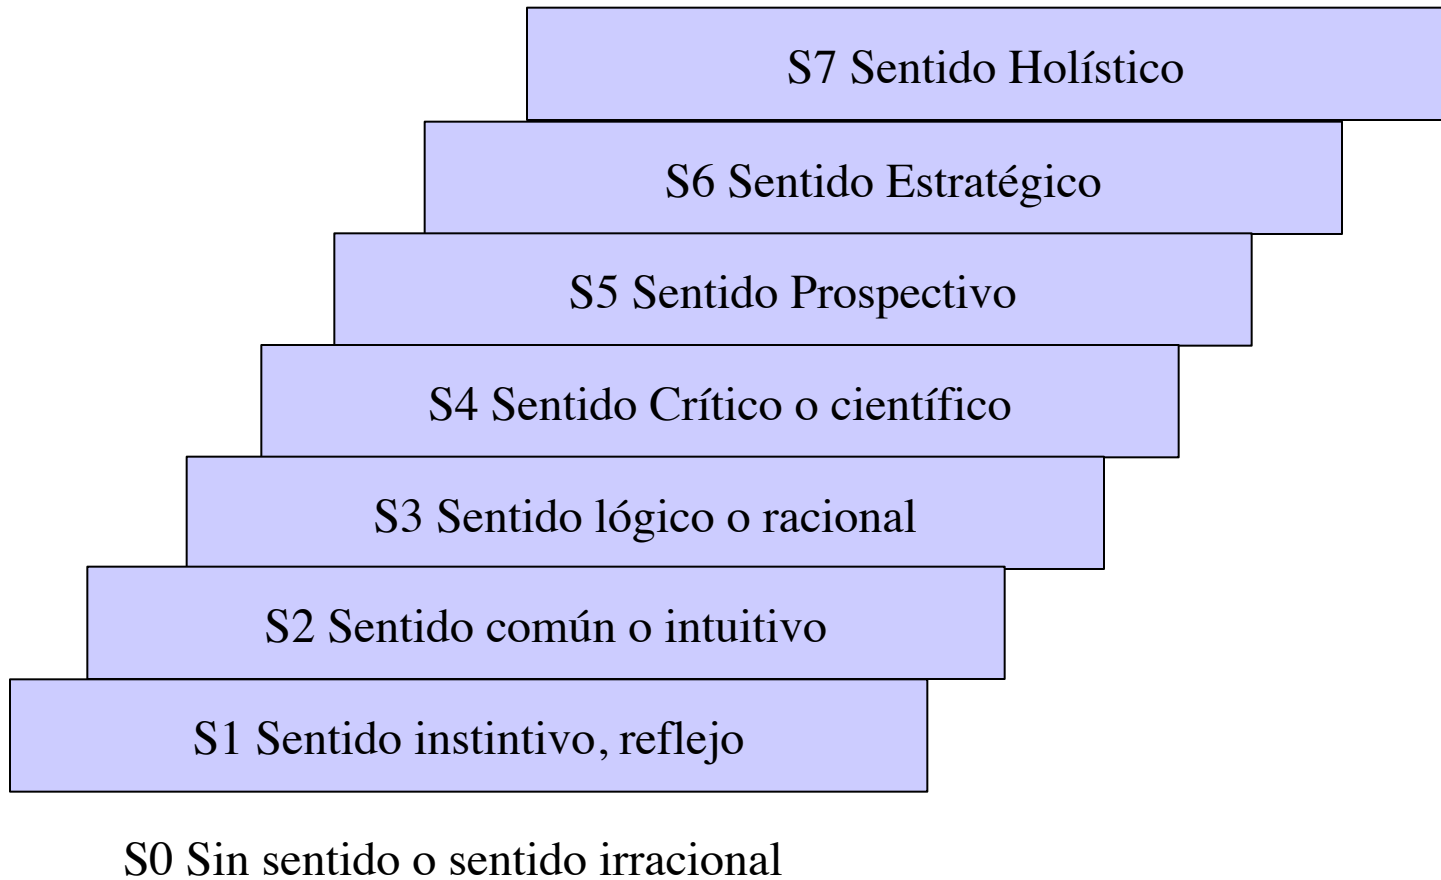 S7 Sentido Holístico
S6 Sentido Estratégico
S5 Sentido Prospectivo
S4 Sentido Crítico o científico
S3 Sentido lógico o racional
S2 Sentido común o intuitivo
S1 Sentido instintivo, reflejo
S0 Sin sentido o sentido irracional